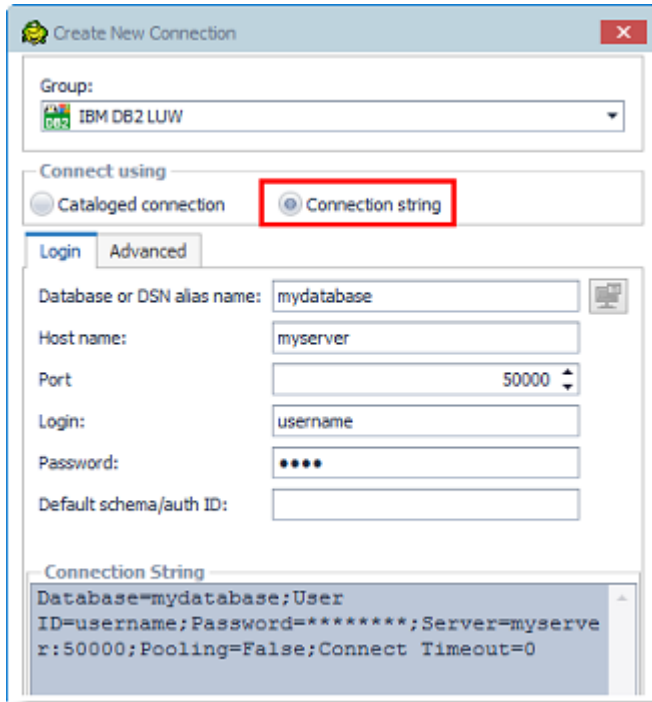 Create New Connection
Group:
DB2 IBM DB2 LUW
Connect using
Cataloged connection Connection string
Login Advanced
Database or DSN alias name: mydatabase
Host name: myserver
Port 50000
Login: username
Password: ••••
Default schema/auth ID:
Connection String
Database=mydatabase;User
ID=username;Password=********;Server=myserve
r:50000;Pooling=False;Connect Timeout=0